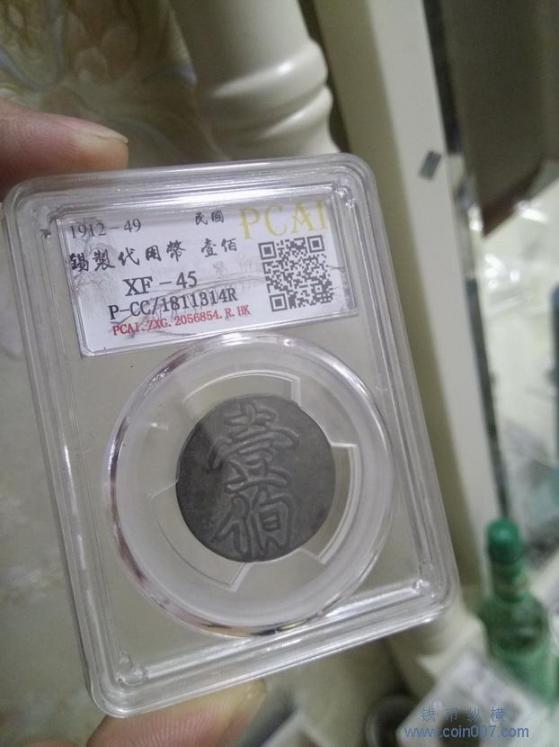 1912-49 民國 PCAI
錫製代用幣 壹佰
XF-45
P-CC/1811314R
PCAI.ZXG.2056854.R.HK
壹
佰
钱币纵横
www.coin007.com